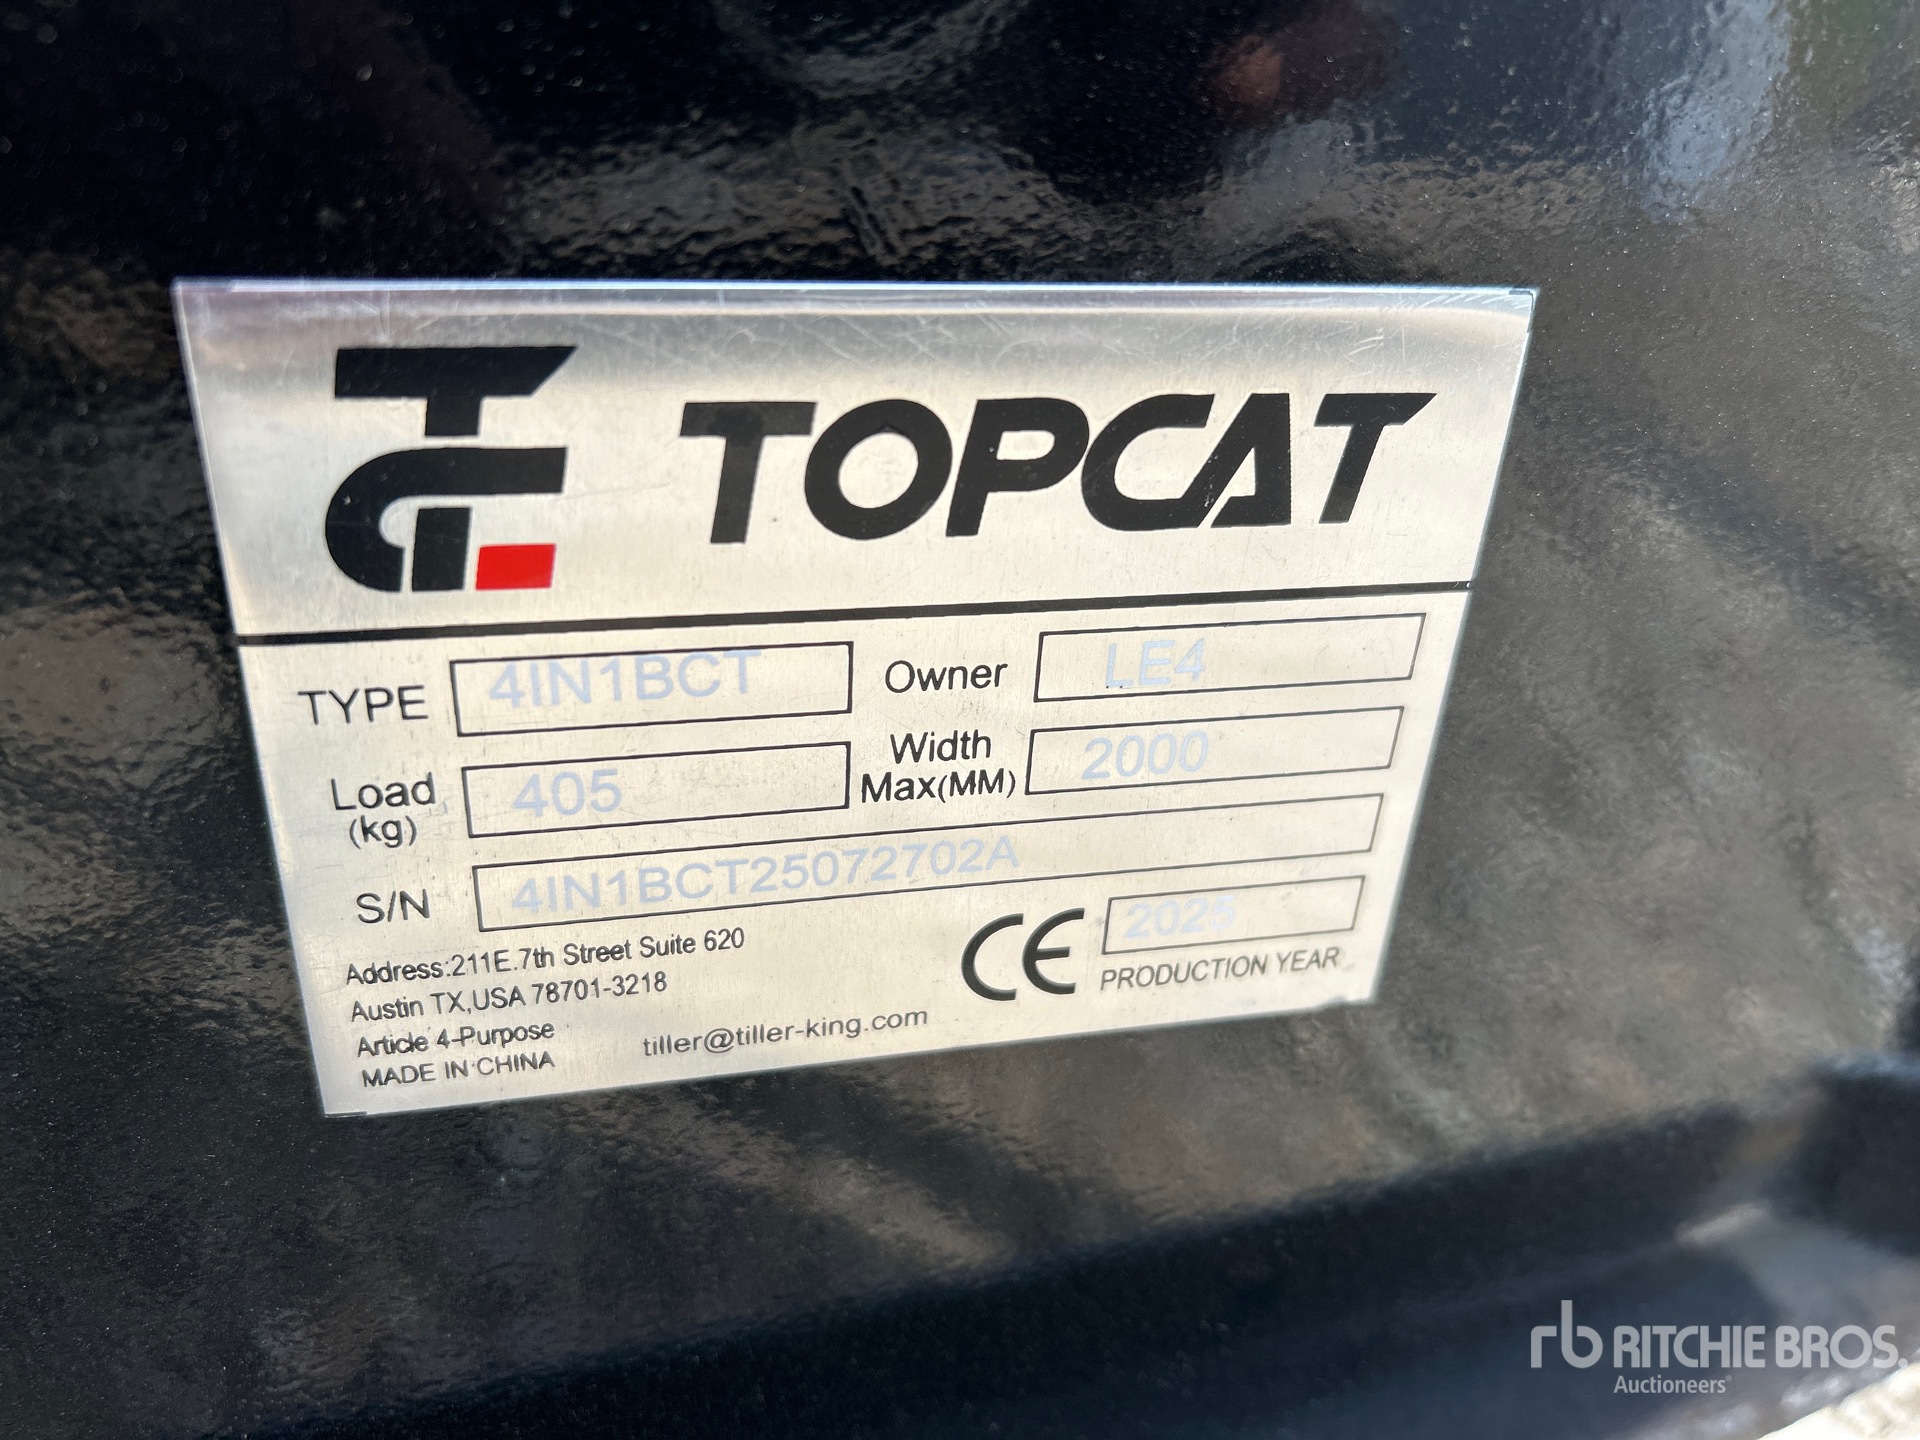 TOPCAT
TYPE 4IN1BCT Owner LE4
Load (kg) 405 Width Max(MM) 2000
S/N 4IN1BCT25072702A
Address:211E.7th Street Suite 620
Austin TX,USA 78701-3218
Article 4-Purpose
MADE IN CHINA
tiller@tiller-king.com
CE 2025
PRODUCTION YEAR
rb RITCHIE BROS.
Auctioneers